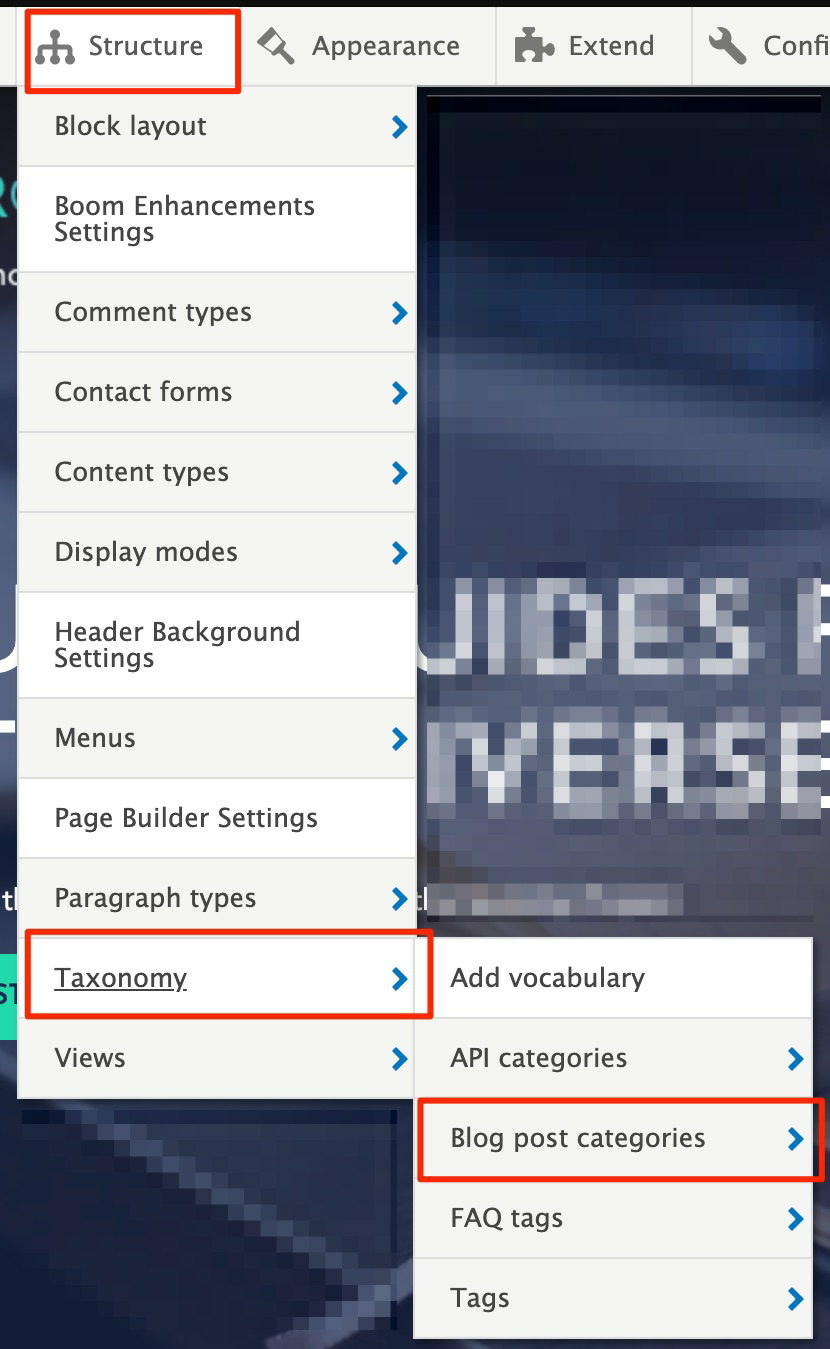 Structure
Appearance
Extend
Block layout
Boom Enhancements
Settings
Comment types
Contact forms
Content types
Display modes
Header Background
Settings
Menus
Page Builder Settings
Paragraph types
Taxonomy
Add vocabulary
Views
API categories
Blog post categories
FAQ tags
Tags